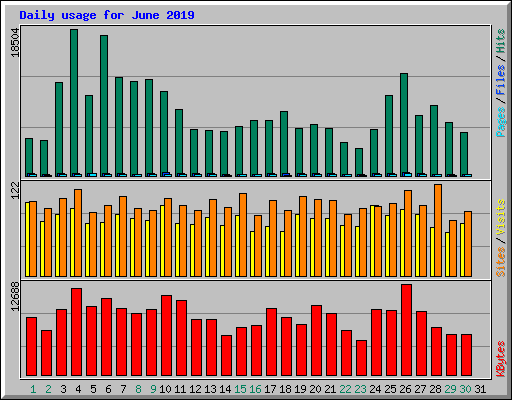 Daily usage for June 2019
18504
Pages / Files / Hits
122
Sites / Visits
12688
KBytes
1 2 3 4 5 6 7 8 9 10 11 12 13 14 15 16 17 18 19 20 21 22 23 24 25 26 27 28 29 30 31